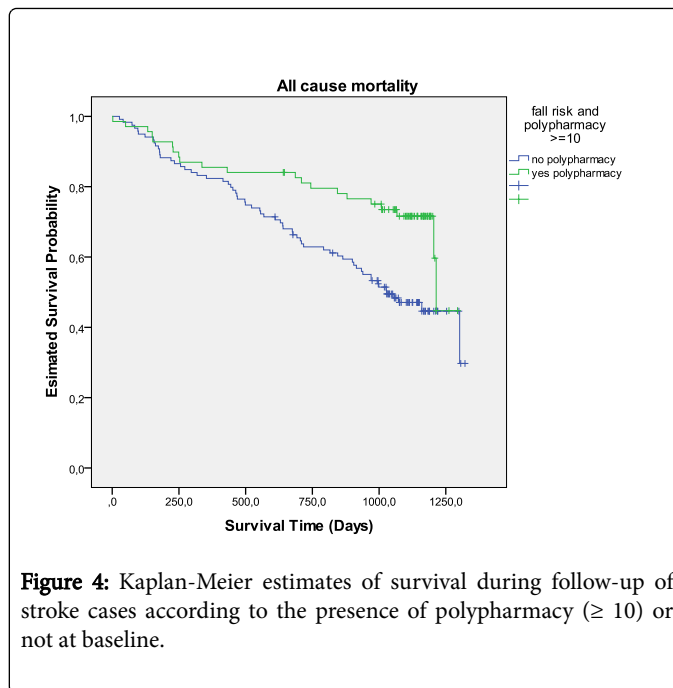 All cause mortality
fall risk and
polypharmacy
>=10
no polypharmacy
yes polypharmacy
Esimated Survival Probability
1,0
0,8
0,6
0,4
0,2
0,0
,0 250,0 500,0 750,0 1000,0 1250,0
Survival Time (Days)
Figure 4: Kaplan-Meier estimates of survival during follow-up of
stroke cases according to the presence of polypharmacy (≥ 10) or
not at baseline.